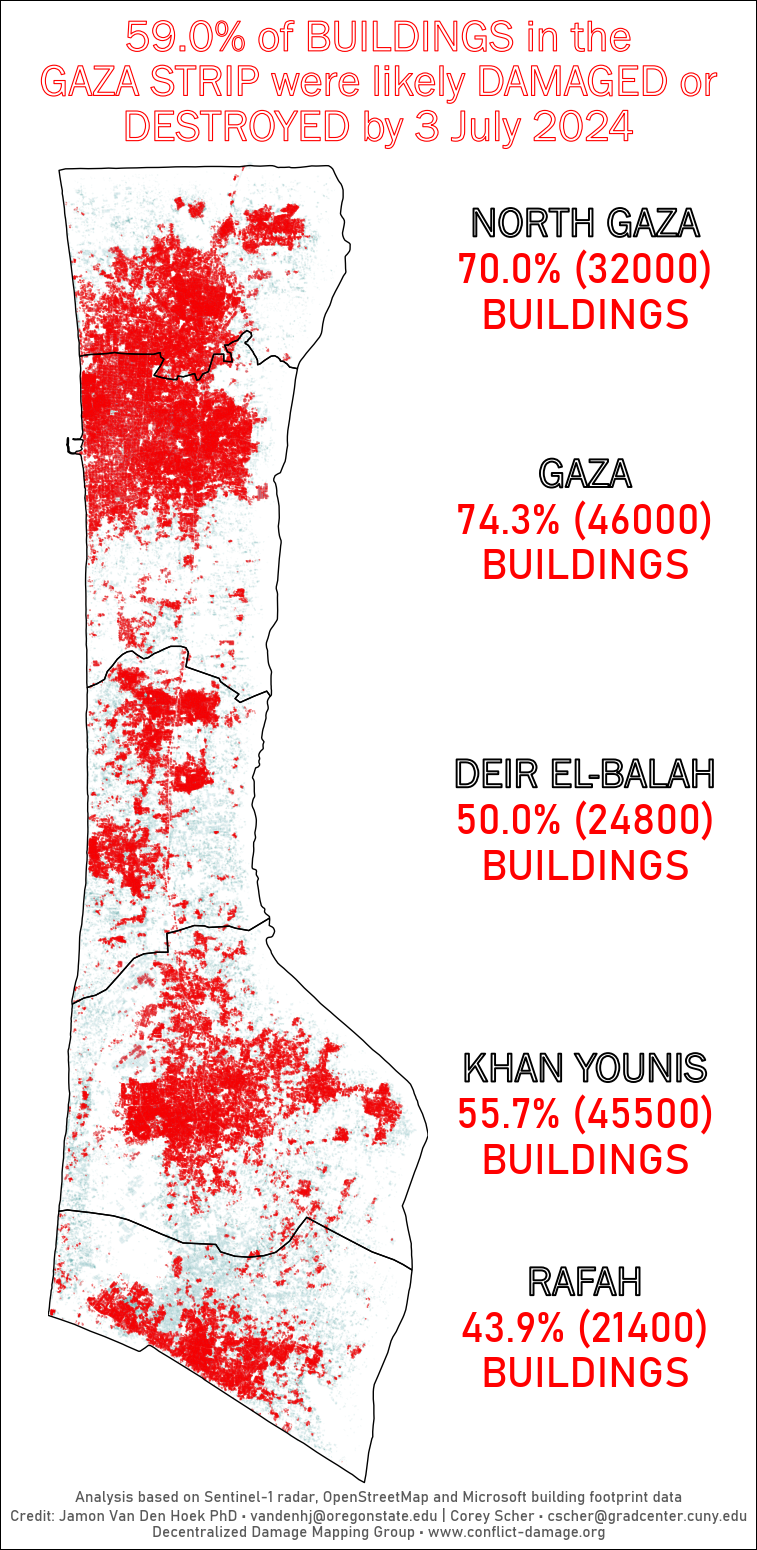 59.0% of BUILDINGS in the
GAZA STRIP were likely DAMAGED or
DESTROYED by 3 July 2024
NORTH GAZA
70.0% (32000)
BUILDINGS
GAZA
74.3% (46000)
BUILDINGS
DEIR EL-BALAH
50.0% (24800)
BUILDINGS
KHAN YOUNIS
55.7% (45500)
BUILDINGS
RAFAH
43.9% (21400)
BUILDINGS
Analysis based on Sentinel-1 radar, OpenStreetMap and Microsoft building footprint data
Credit: Jamon Van Den Hoek PhD • vandenhj@oregonstate.edu | Corey Scher • cscher@gradcenter.cuny.edu
Decentralized Damage Mapping Group • www.conflict-damage.org